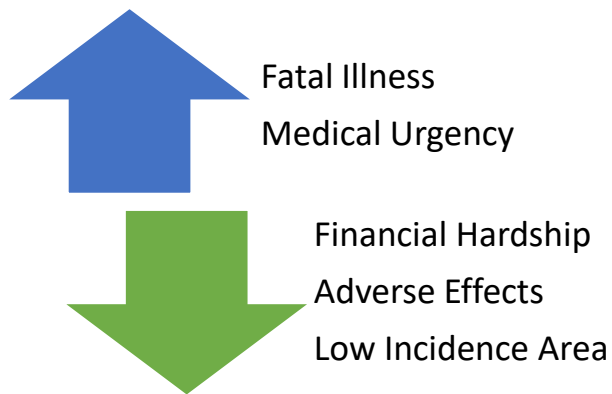 Fatal Illness
Medical Urgency
Financial Hardship
Adverse Effects
Low Incidence Area